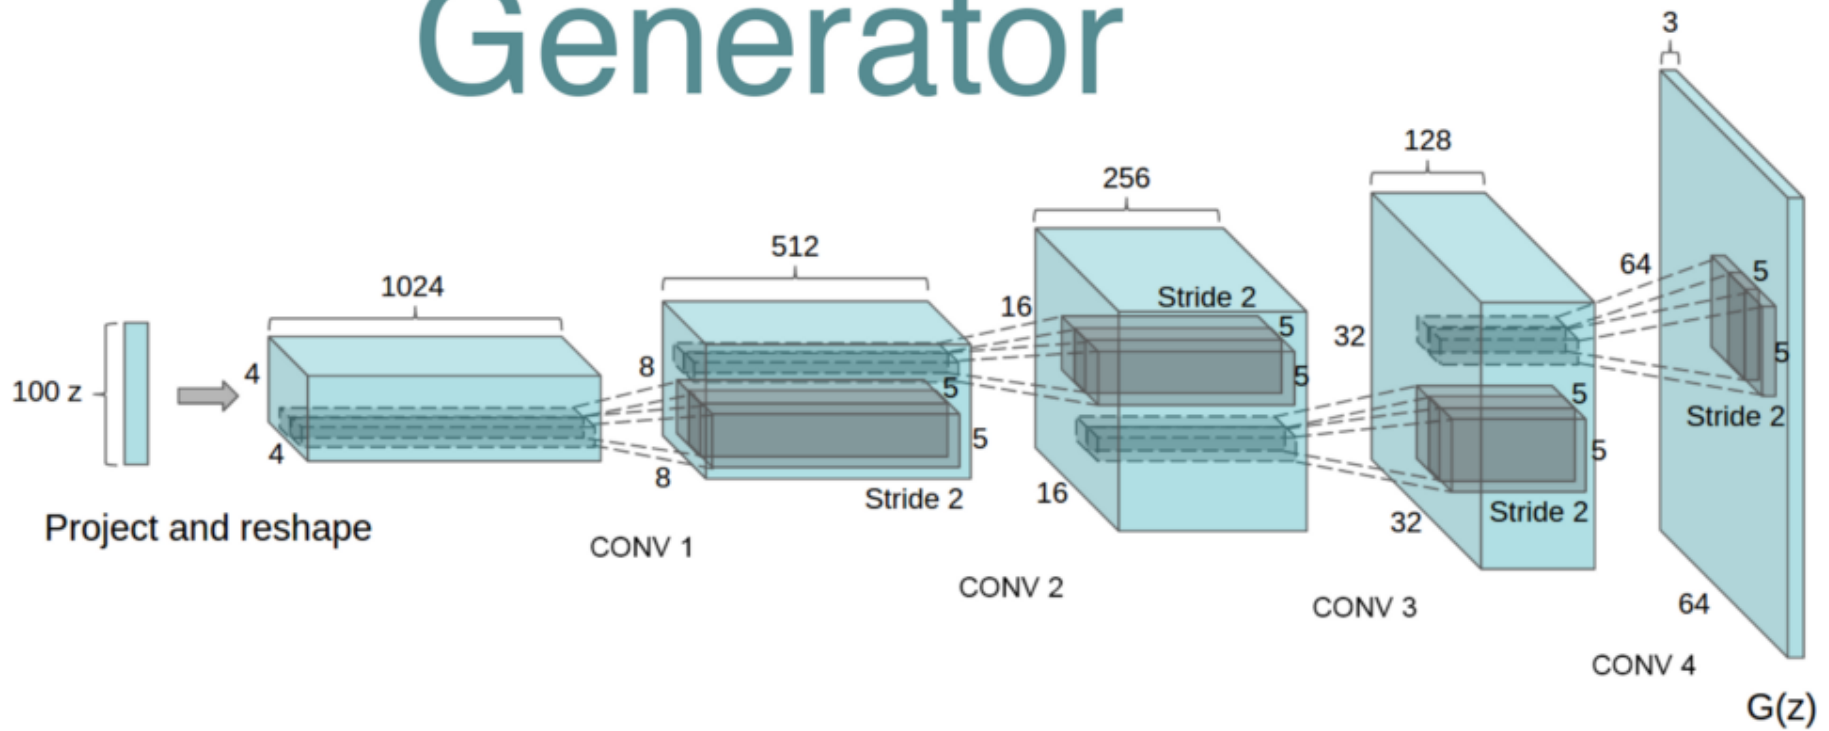 Generator
100 z
Project and reshape
1024
4
4
512
8
8
5
5
Stride 2
CONV 1
256
16
16
Stride 2
5
5
CONV 2
128
32
32
5
5
Stride 2
CONV 3
3
64
64
5
5
Stride 2
CONV 4
G(z)